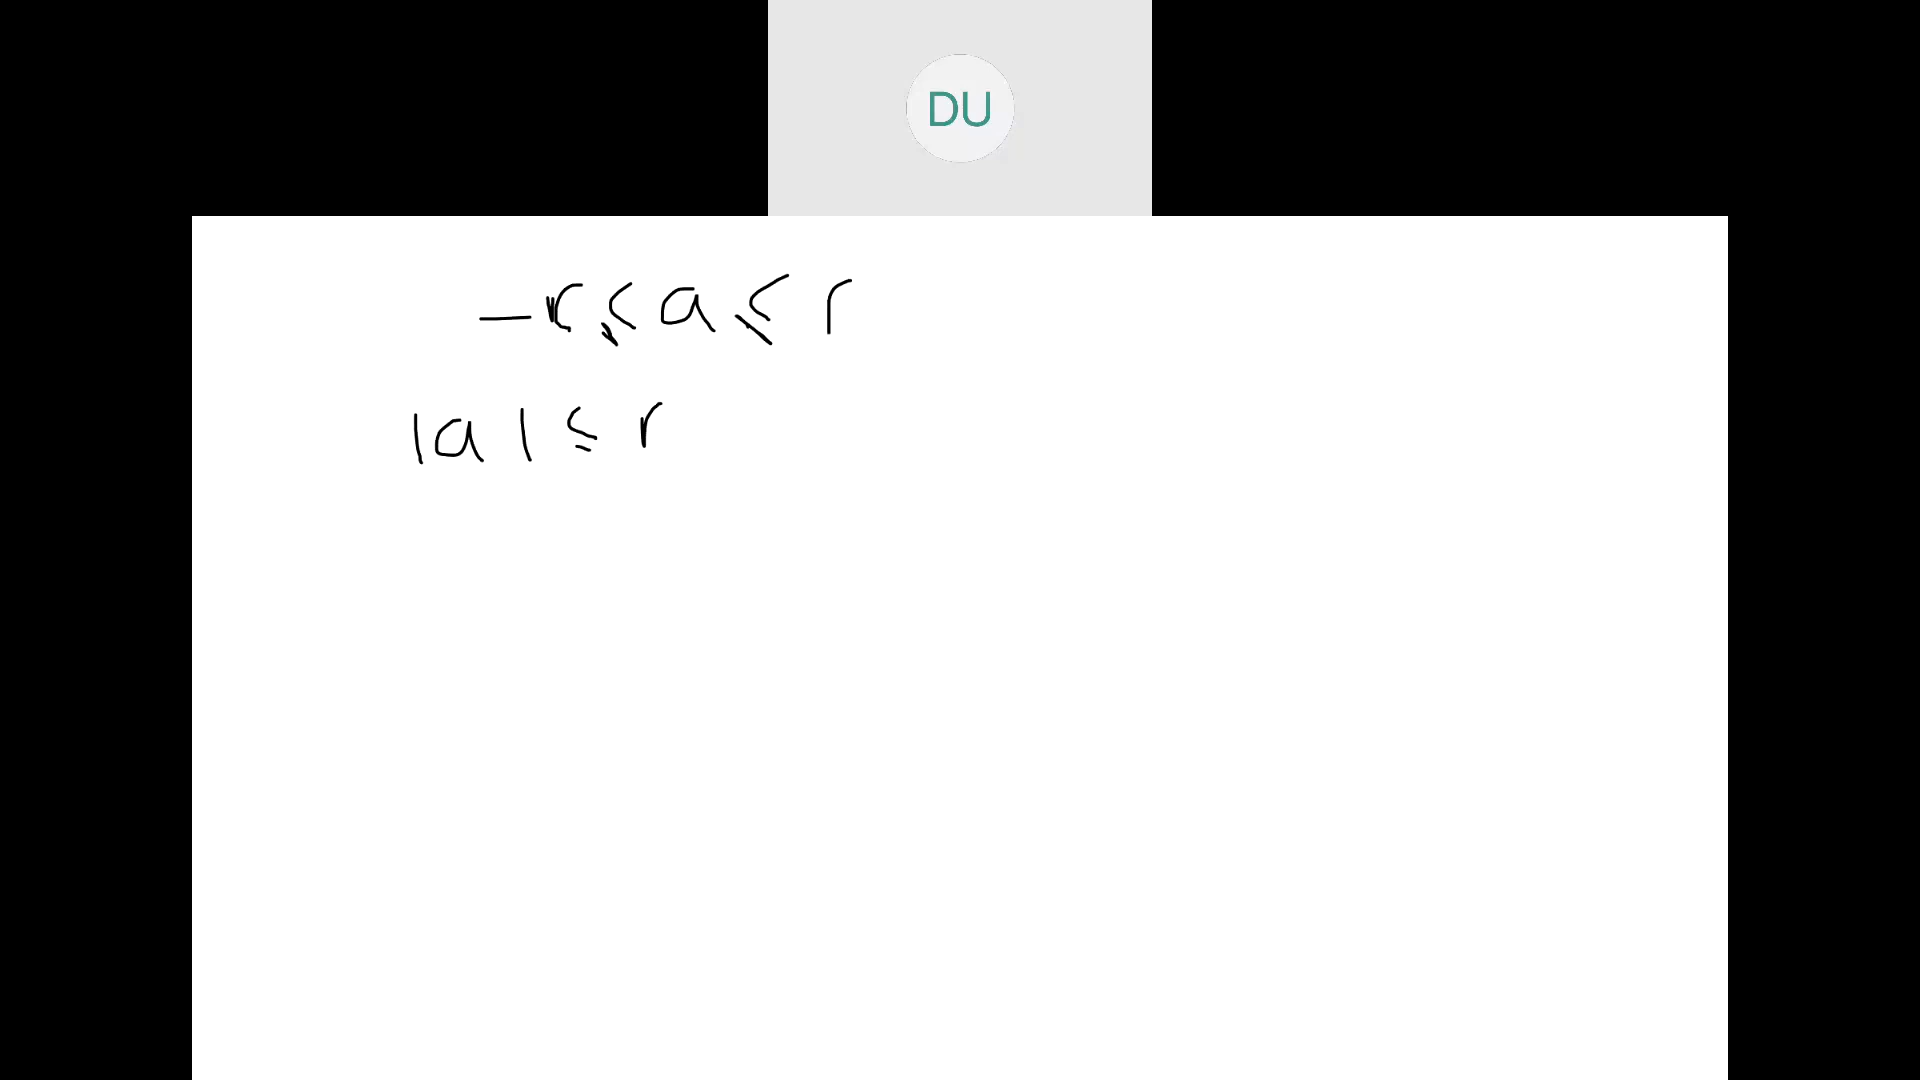 DU
-r ≤ a ≤ r
|a| ≤ r